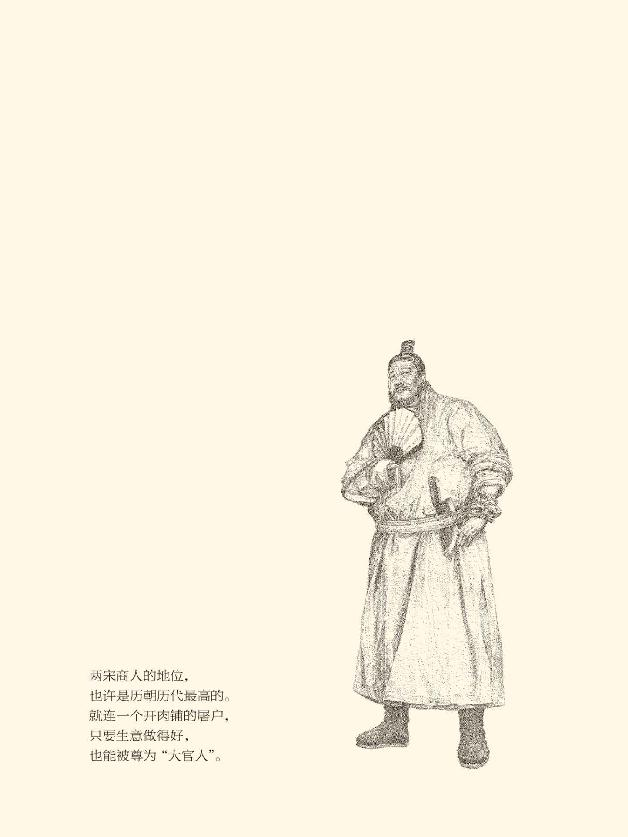 两宋商人的地位，
也许是历朝历代最高的。
就连一个开肉铺的屠户，
只要生意做得好，
也能被尊为“大官人”。